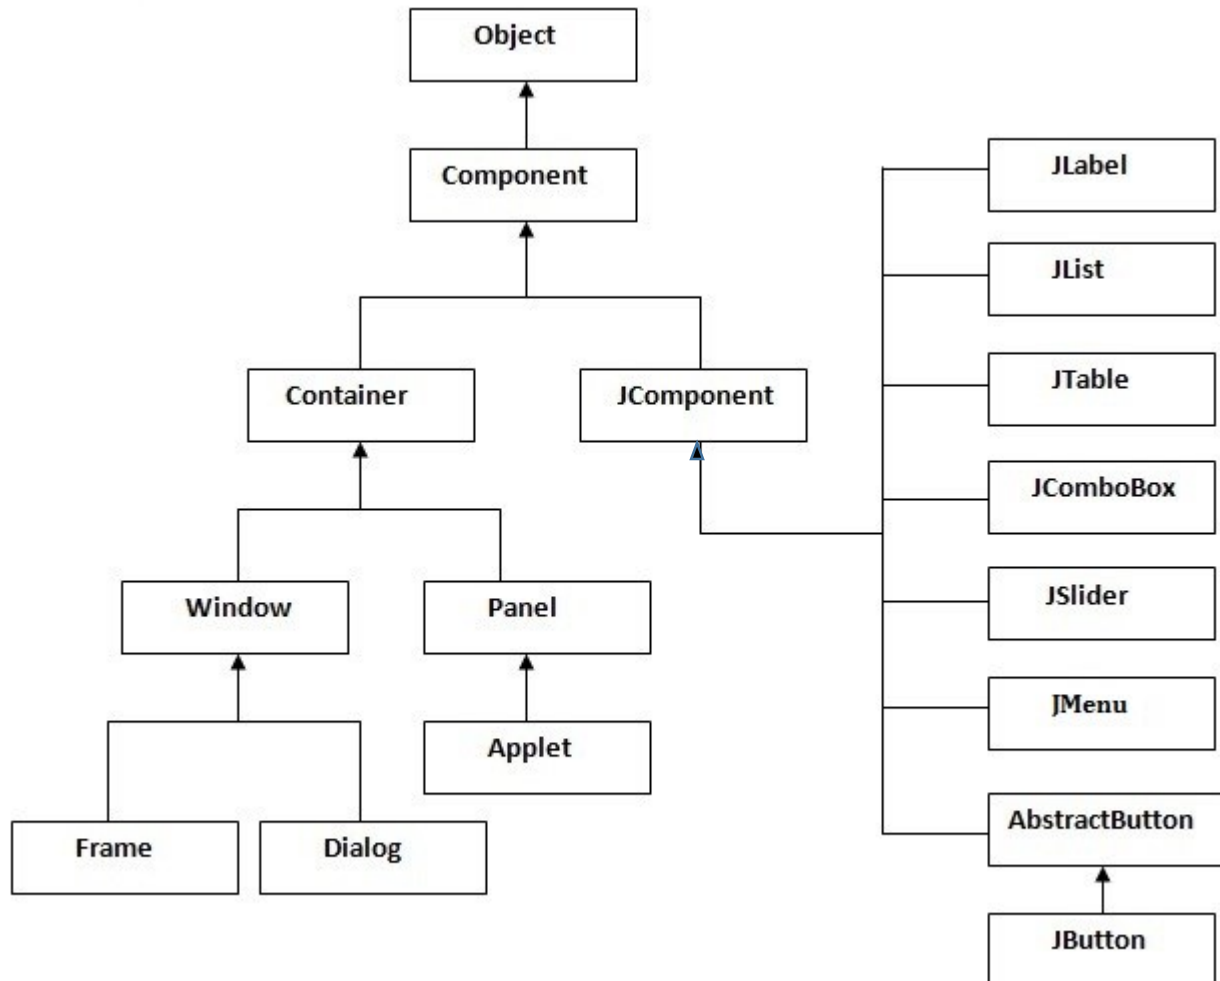 Object
Component
Container
JComponent
Window
Panel
Applet
Frame
Dialog
JLabel
JList
JTable
JComboBox
JSlider
JMenu
AbstractButton
JButton